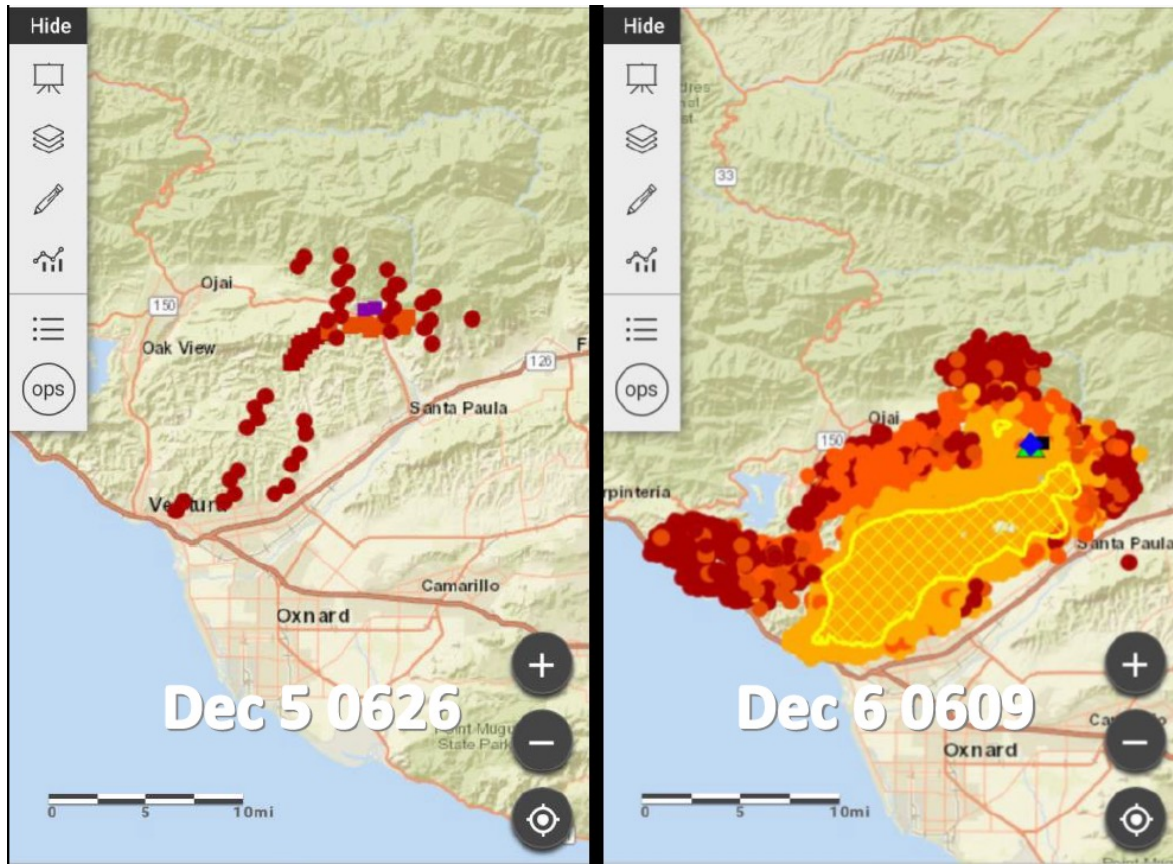 Hide
Ojai
150
Oak View
F
126
Santa Paula
ops
Ventura
Camarillo
Oxnard
Dec 5 0626
Point Mugu
State Park
0 5 10mi
Hide
33
Ojai
150
rpinteria
Santa Paula
ops
Dec 6 0609
Oxnard
0 5 10mi